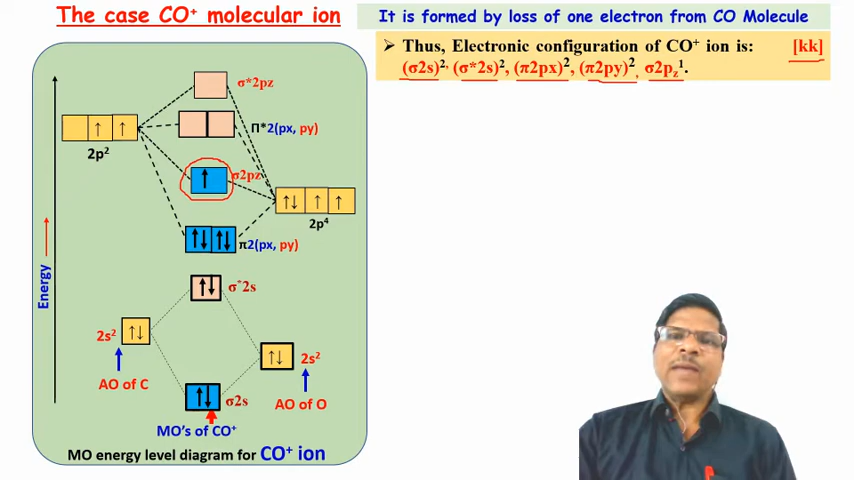 The case CO⁺ molecular ion
It is formed by loss of one electron from CO Molecule
➢ Thus, Electronic configuration of CO⁺ ion is: [kk]
(σ2s)², (σ*2s)², (π2px)², (π2py)², σ2pz¹.
σ*2pz
Π*2(px, py)
2p²
σ2pz
2p⁴
π2(px, py)
Energy
σ*2s
2s²
2s²
AO of C
σ2s
AO of O
MO's of CO⁺
MO energy level diagram for CO⁺ ion